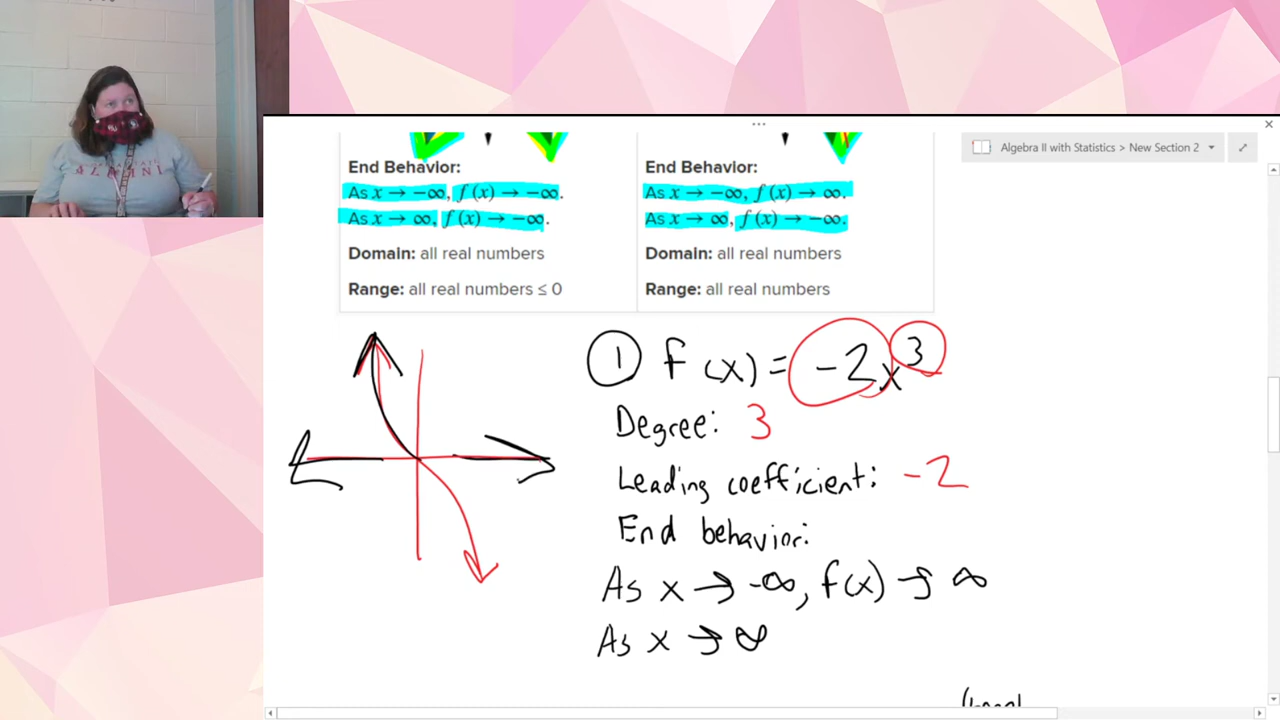 Algebra II with Statistics > New Section 2
End Behavior:
As x → −∞, f (x) → −∞.
As x → ∞, f (x) → −∞.
Domain: all real numbers
Range: all real numbers ≤ 0
End Behavior:
As x → −∞, f (x) → ∞.
As x → ∞, f (x) → −∞.
Domain: all real numbers
Range: all real numbers
① f(x) = -2x³
Degree: 3
Leading coefficient: -2
End behavior:
As x → -∞, f(x) → ∞
As x → ∞